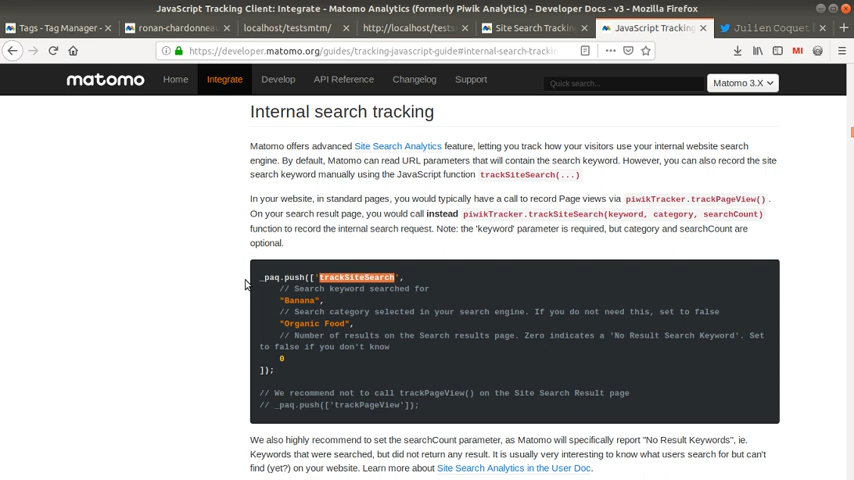 JavaScript Tracking Client: Integrate - Matomo Analytics (formerly Piwik Analytics) - Developer Docs - v3 - Mozilla Firefox
Tags - Tag Manager -
ronan-chardonneau
localhost/testsmtm/
http://localhost/tests
Site Search Tracking
JavaScript Tracking
Julien Coquet
https://developer.matomo.org/guides/tracking-javascript-guide#internal-search-trackin
MI
matomo
Home
Integrate
Develop
API Reference
Changelog
Support
Quick search...
Matomo 3.X
Internal search tracking
Matomo offers advanced Site Search Analytics feature, letting you track how your visitors use your internal website search
engine. By default, Matomo can read URL parameters that will contain the search keyword. However, you can also record the site
search keyword manually using the JavaScript function trackSiteSearch(...)
In your website, in standard pages, you would typically have a call to record Page views via piwikTracker.trackPageView() .
On your search result page, you would call instead piwikTracker.trackSiteSearch(keyword, category, searchCount)
function to record the internal search request. Note: the 'keyword' parameter is required, but category and searchCount are
optional.
_paq.push(['trackSiteSearch',
// Search keyword searched for
"Banana",
// Search category selected in your search engine. If you do not need this, set to false
"Organic Food",
// Number of results on the Search results page. Zero indicates a 'No Result Search Keyword'. Set
to false if you don't know
0
]);
// We recommend not to call trackPageView() on the Site Search Result page
// _paq.push(['trackPageView']);
We also highly recommend to set the searchCount parameter, as Matomo will specifically report "No Result Keywords", ie.
Keywords that were searched, but did not return any result. It is usually very interesting to know what users search for but can't
find (yet?) on your website. Learn more about Site Search Analytics in the User Doc.